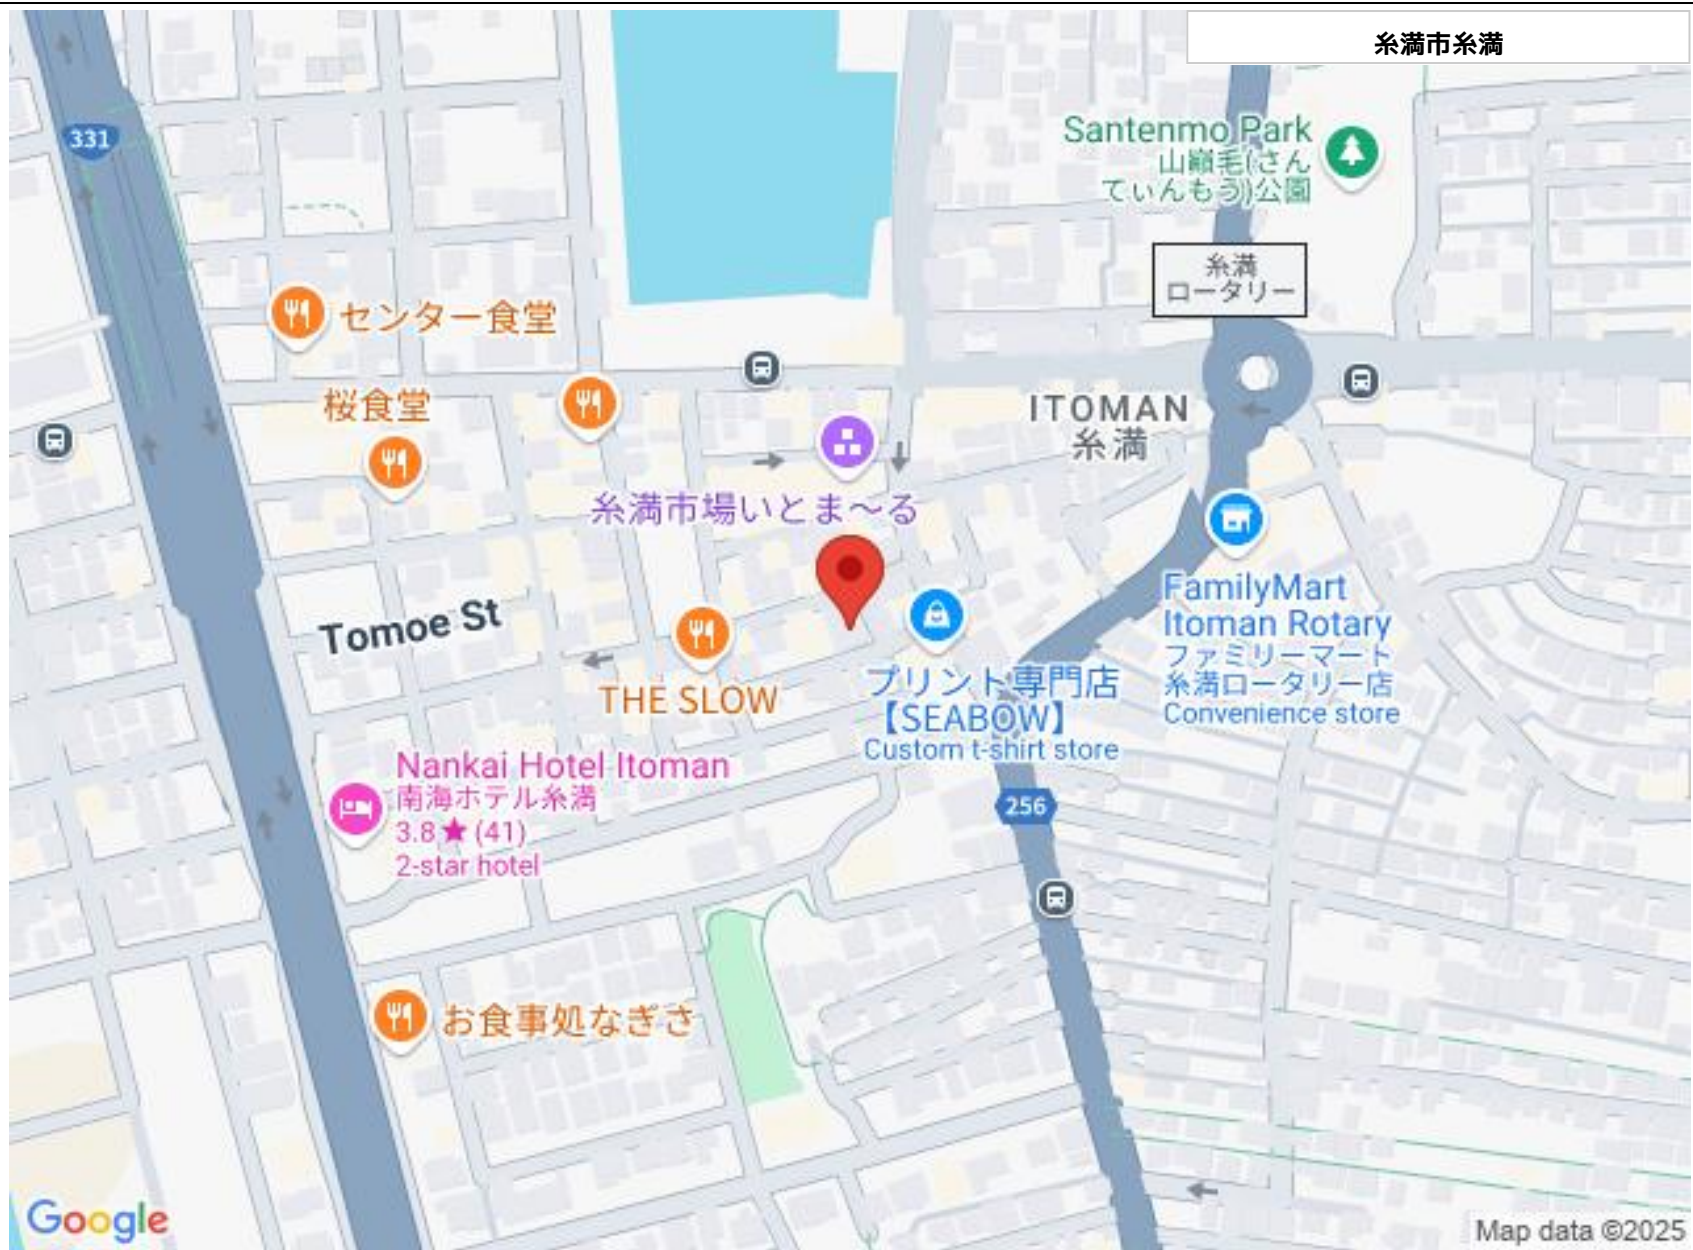 糸満市糸満
331
Santenmo Park
山巓毛(さん
てぃんもう)公園
糸満
ロータリー
センター食堂
桜食堂
ITOMAN
糸満
糸満市場いとま～る
Tomoe St
THE SLOW
プリント専門店
【SEABOW】
Custom t-shirt store
FamilyMart
Itoman Rotary
ファミリーマート
糸満ロータリー店
Convenience store
Nankai Hotel Itoman
南海ホテル糸満
3.8★(41)
2-star hotel
256
お食事処なぎさ
Google
Map data ©2025